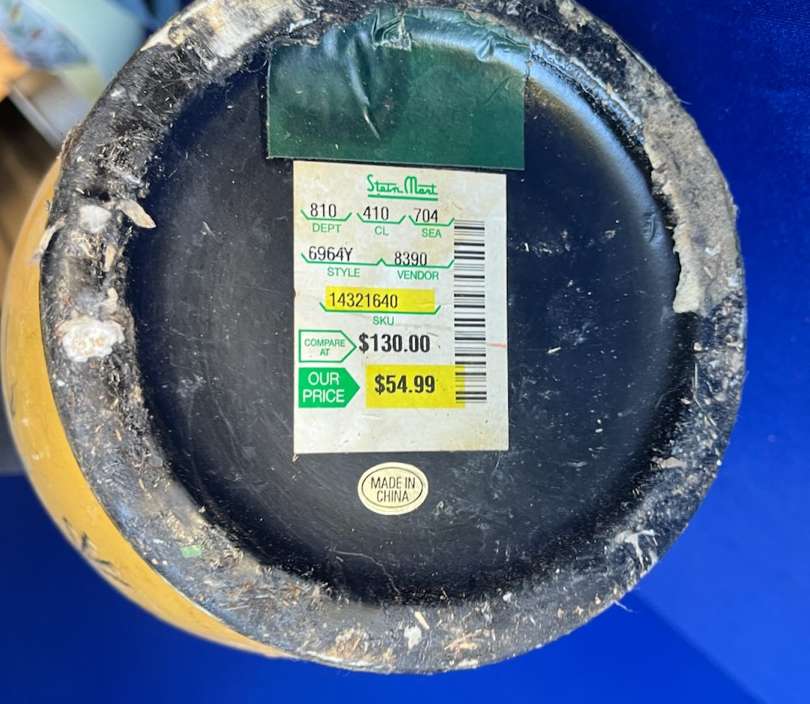 Stein Mart
810 410 704
DEPT CL SEA
6964Y 8390
STYLE VENDOR
14321640
SKU
COMPARE AT $130.00
OUR PRICE $54.99
MADE IN
CHINA